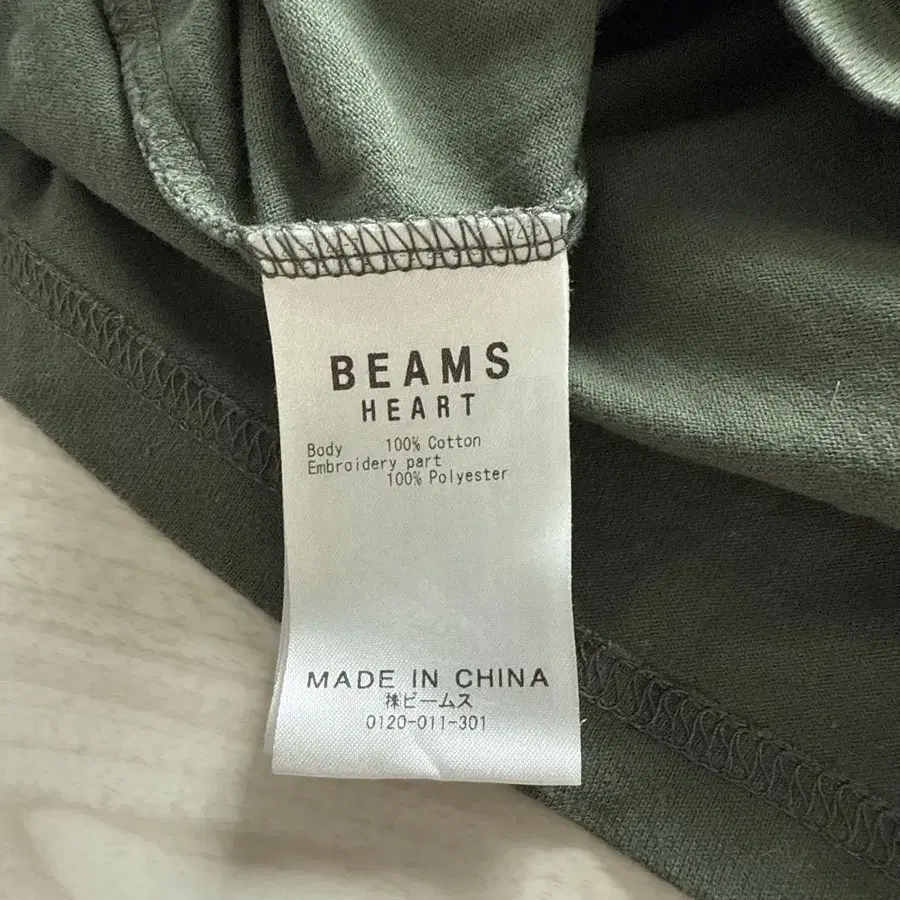 BEAMS
HEART
Body 100% Cotton
Embroidery part
100% Polyester
MADE IN CHINA
㈱ビームス
0120-011-301